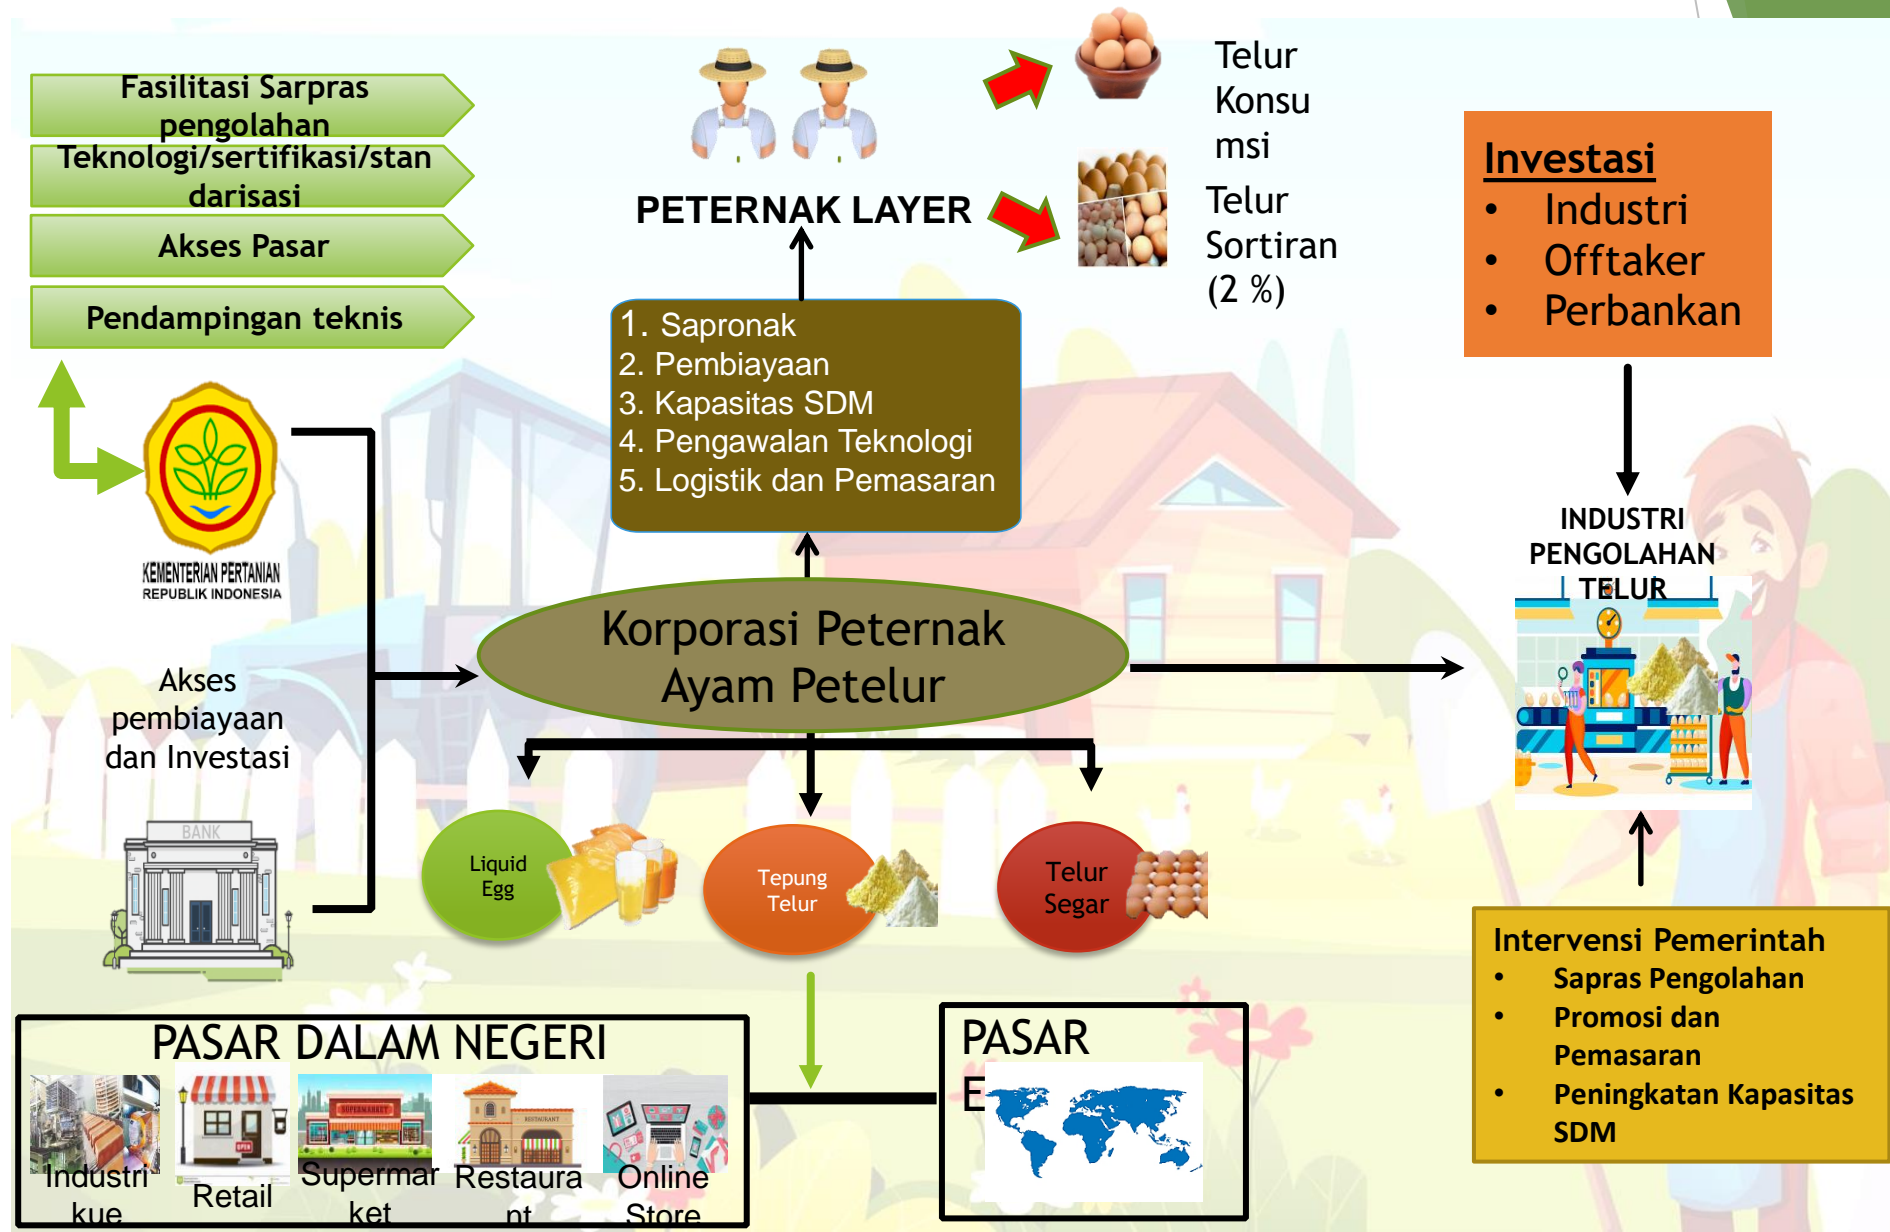 Fasilitasi Sarpras
pengolahan
Teknologi/sertifikasi/stan
darisasi
Akses Pasar
Pendampingan teknis
KEMENTERIAN PERTANIAN
REPUBLIK INDONESIA
Akses
pembiayaan
dan Investasi
BANK
PETERNAK LAYER
Telur
Konsu
msi
Telur
Sortiran
(2 %)
1. Sapronak
2. Pembiayaan
3. Kapasitas SDM
4. Pengawalan Teknologi
5. Logistik dan Pemasaran
Korporasi Peternak
Ayam Petelur
Liquid
Egg
Tepung
Telur
Telur
Segar
Investasi
• Industri
• Offtaker
• Perbankan
INDUSTRI
PENGOLAHAN
TELUR
Intervensi Pemerintah
• Sapras Pengolahan
• Promosi dan
Pemasaran
• Peningkatan Kapasitas
SDM
PASAR DALAM NEGERI
OPEN
SUPERMARKET
RESTAURANT
Industri
kue
Retail
Supermar
ket
Restaura
nt
Online
Store
PASAR
E